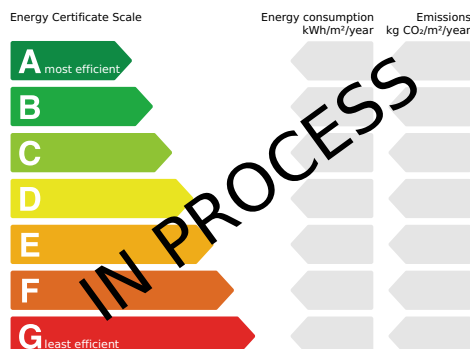 Energy Certificate Scale
Energy consumption
kWh/m²/year
Emissions
kg CO₂/m²/year
A most efficient
B
C
D
E
F
G least efficient
IN PROCESS